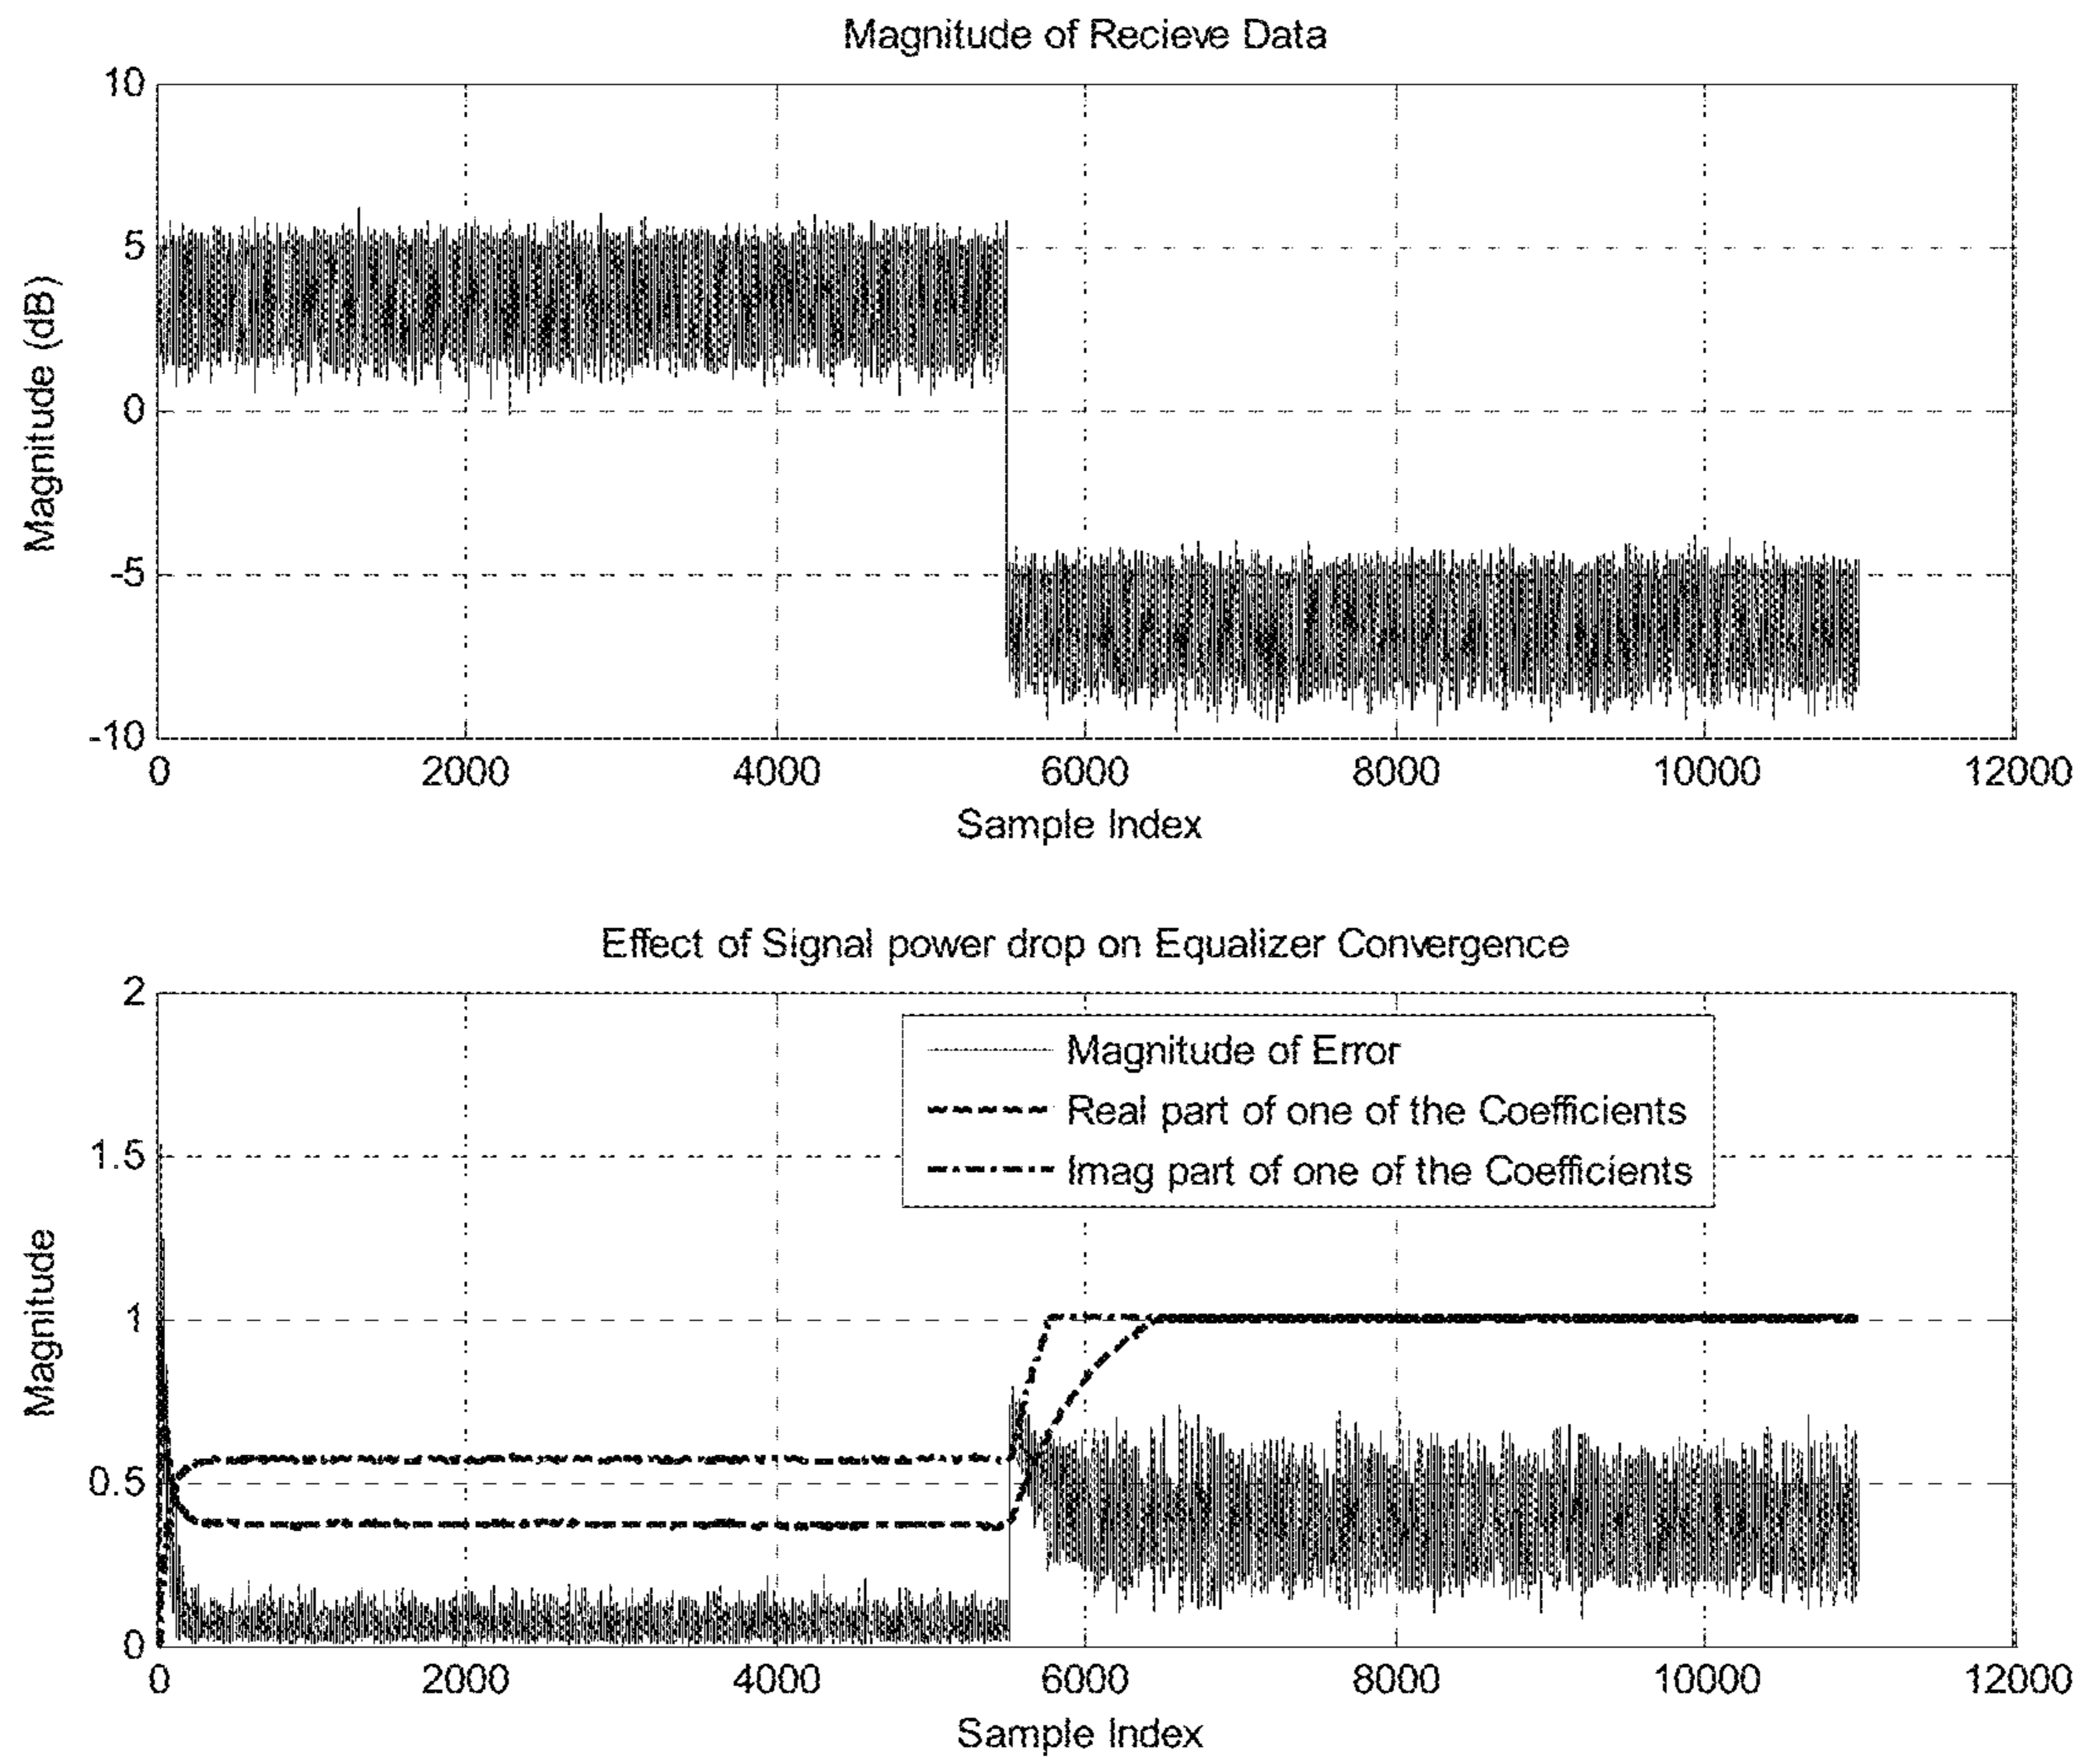 Magnitude of Recieve Data
10
5
0
-5
-10
Magnitude (dB)
0 2000 4000 6000 8000 10000 12000
Sample Index
Effect of Signal power drop on Equalizer Convergence
2
1.5
1
0.5
0
Magnitude
Magnitude of Error
Real part of one of the Coefficients
Imag part of one of the Coefficients
0 2000 4000 6000 8000 10000 12000
Sample Index